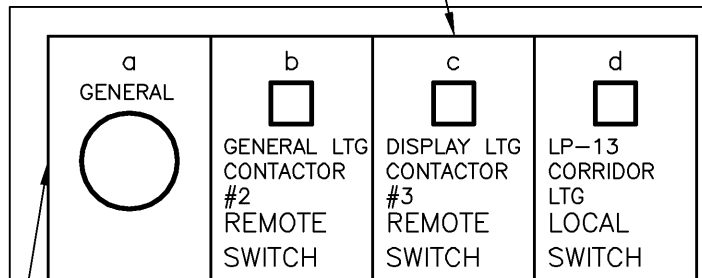 a
GENERAL
b
GENERAL LTG
CONTACTOR
#2
REMOTE
SWITCH
c
DISPLAY LTG
CONTACTOR
#3
REMOTE
SWITCH
d
LP-13
CORRIDOR
LTG
LOCAL
SWITCH